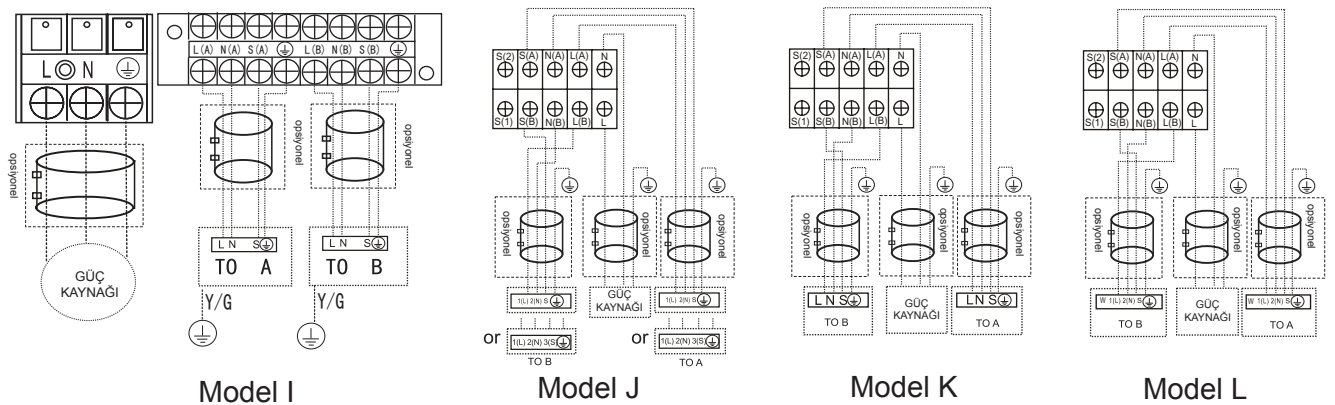 L N
opsiyonel
GÜÇ
KAYNAĞI
L(A) N(A) S(A) L(B) N(B) S(B)
opsiyonel
opsiyonel
L N S
TO A
Y/G
L N S
TO B
Y/G
Model I
S(2) S(A) N(A) L(A) N
S(1) S(B) N(B) L(B) L
opsiyonel
opsiyonel
opsiyonel
1(L) 2(N) S
GÜÇ
KAYNAĞI
1(L) 2(N) S
or
1(L) 2(N) 3(S)
TO B
or
1(L) 2(N) 3(S)
TO A
Model J
S(2) S(A) N(A) L(A) N
S(1) S(B) N(B) L(B) L
opsiyonel
opsiyonel
opsiyonel
L N S
TO B
GÜÇ
KAYNAĞI
L N S
TO A
Model K
S(2) S(A) N(A) L(A) N
S(1) S(B) N(B) L(B) L
opsiyonel
opsiyonel
opsiyonel
W 1(L) 2(N) S
TO B
GÜÇ
KAYNAĞI
W 1(L) 2(N) S
TO A
Model L